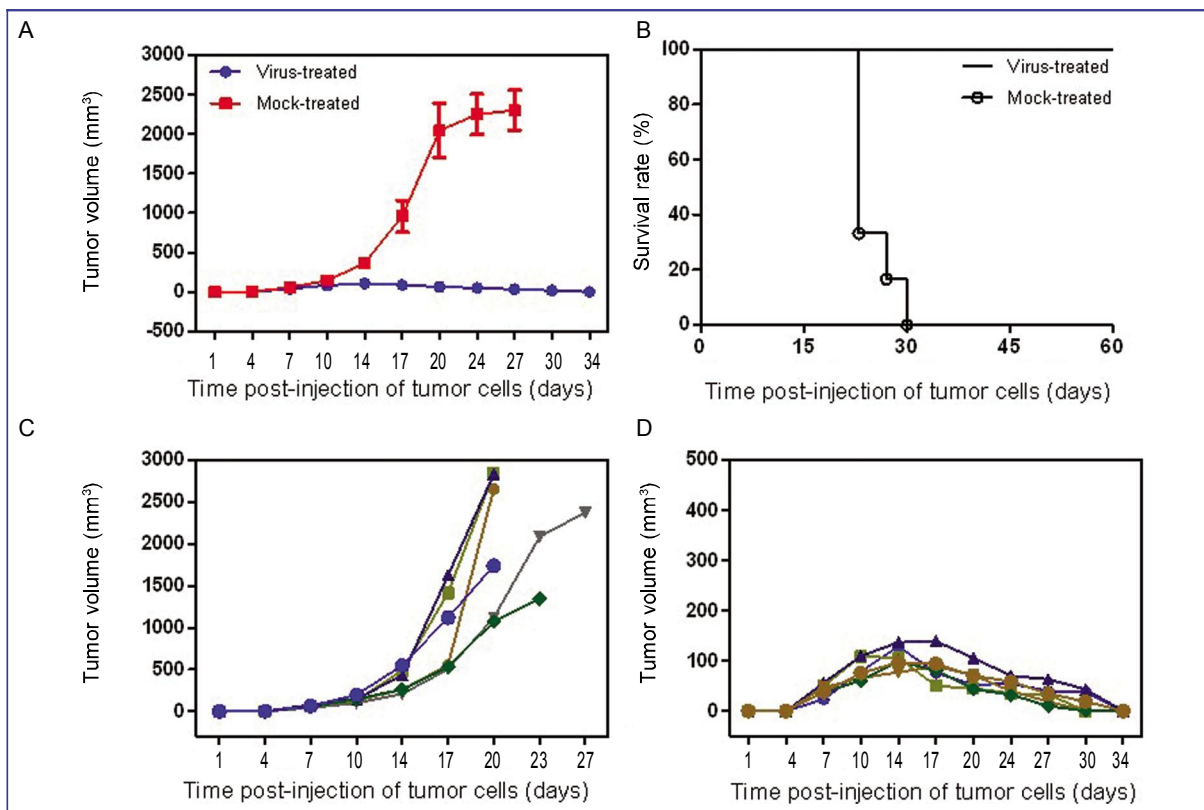 A
Tumor volume (mm³)
3000
2500
2000
1500
1000
500
0
-500
Virus-treated
Mock-treated
1 4 7 10 14 17 20 24 27 30 34
Time post-injection of tumor cells (days)
B
Survival rate (%)
100
80
60
40
20
0
Virus-treated
Mock-treated
0 15 30 45 60
Time post-injection of tumor cells (days)
C
Tumor volume (mm³)
3000
2500
2000
1500
1000
500
0
1 4 7 10 14 17 20 23 27
Time post-injection of tumor cells (days)
D
Tumor volume (mm³)
500
400
300
200
100
0
1 4 7 10 14 17 20 24 27 30 34
Time post-injection of tumor cells (days)